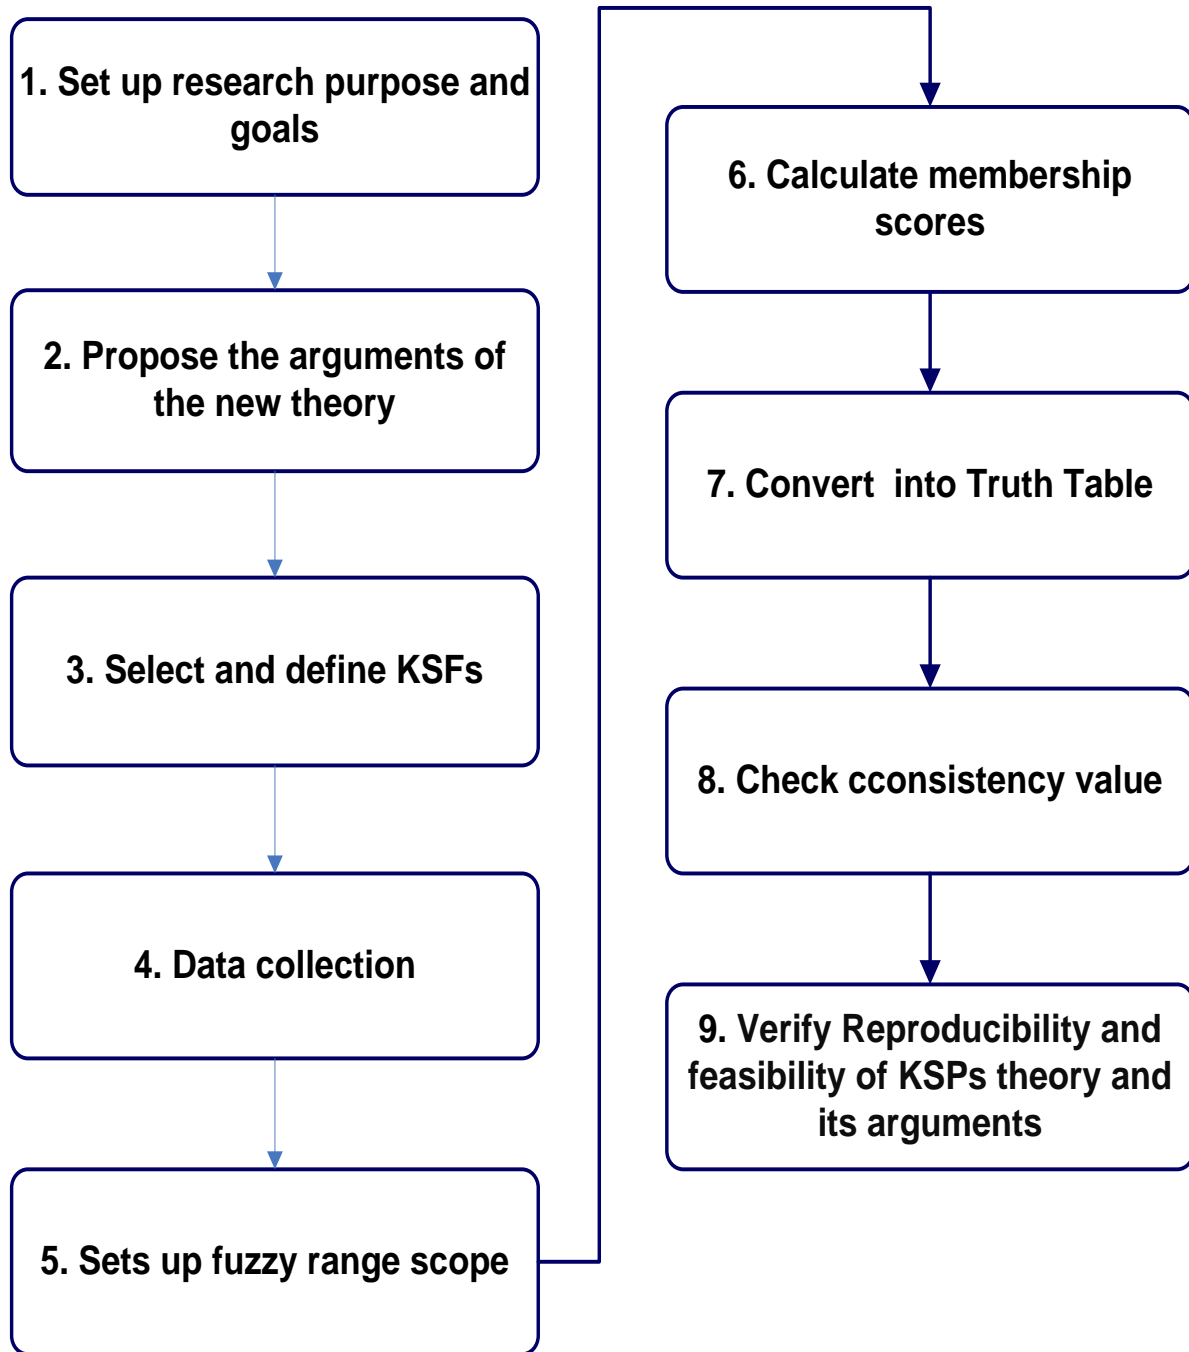 1. Set up research purpose and
goals
2. Propose the arguments of
the new theory
3. Select and define KSFs
4. Data collection
5. Sets up fuzzy range scope
6. Calculate membership
scores
7. Convert  into Truth Table
8. Check cconsistency value
9. Verify Reproducibility and
feasibility of KSPs theory and
its arguments